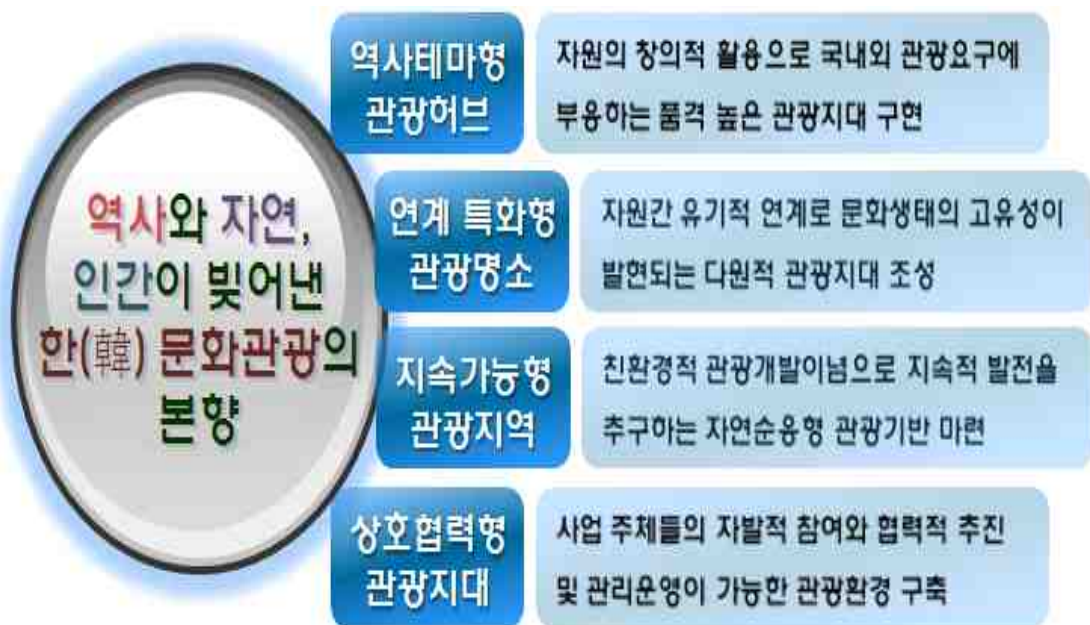 역사와 자연,
인간이 빚어낸
한(韓) 문화관광의
본향
역사테마형
관광허브
자원의 창의적 활용으로 국내외 관광요구에
부응하는 품격 높은 관광지대 구현
연계 특화형
관광명소
자원간 유기적 연계로 문화생태의 고유성이
발현되는 다원적 관광지대 조성
지속가능형
관광지역
친환경적 관광개발이념으로 지속적 발전을
추구하는 자연순응형 관광기반 마련
상호협력형
관광지대
사업 주체들의 자발적 참여와 협력적 추진
및 관리운영이 가능한 관광환경 구축